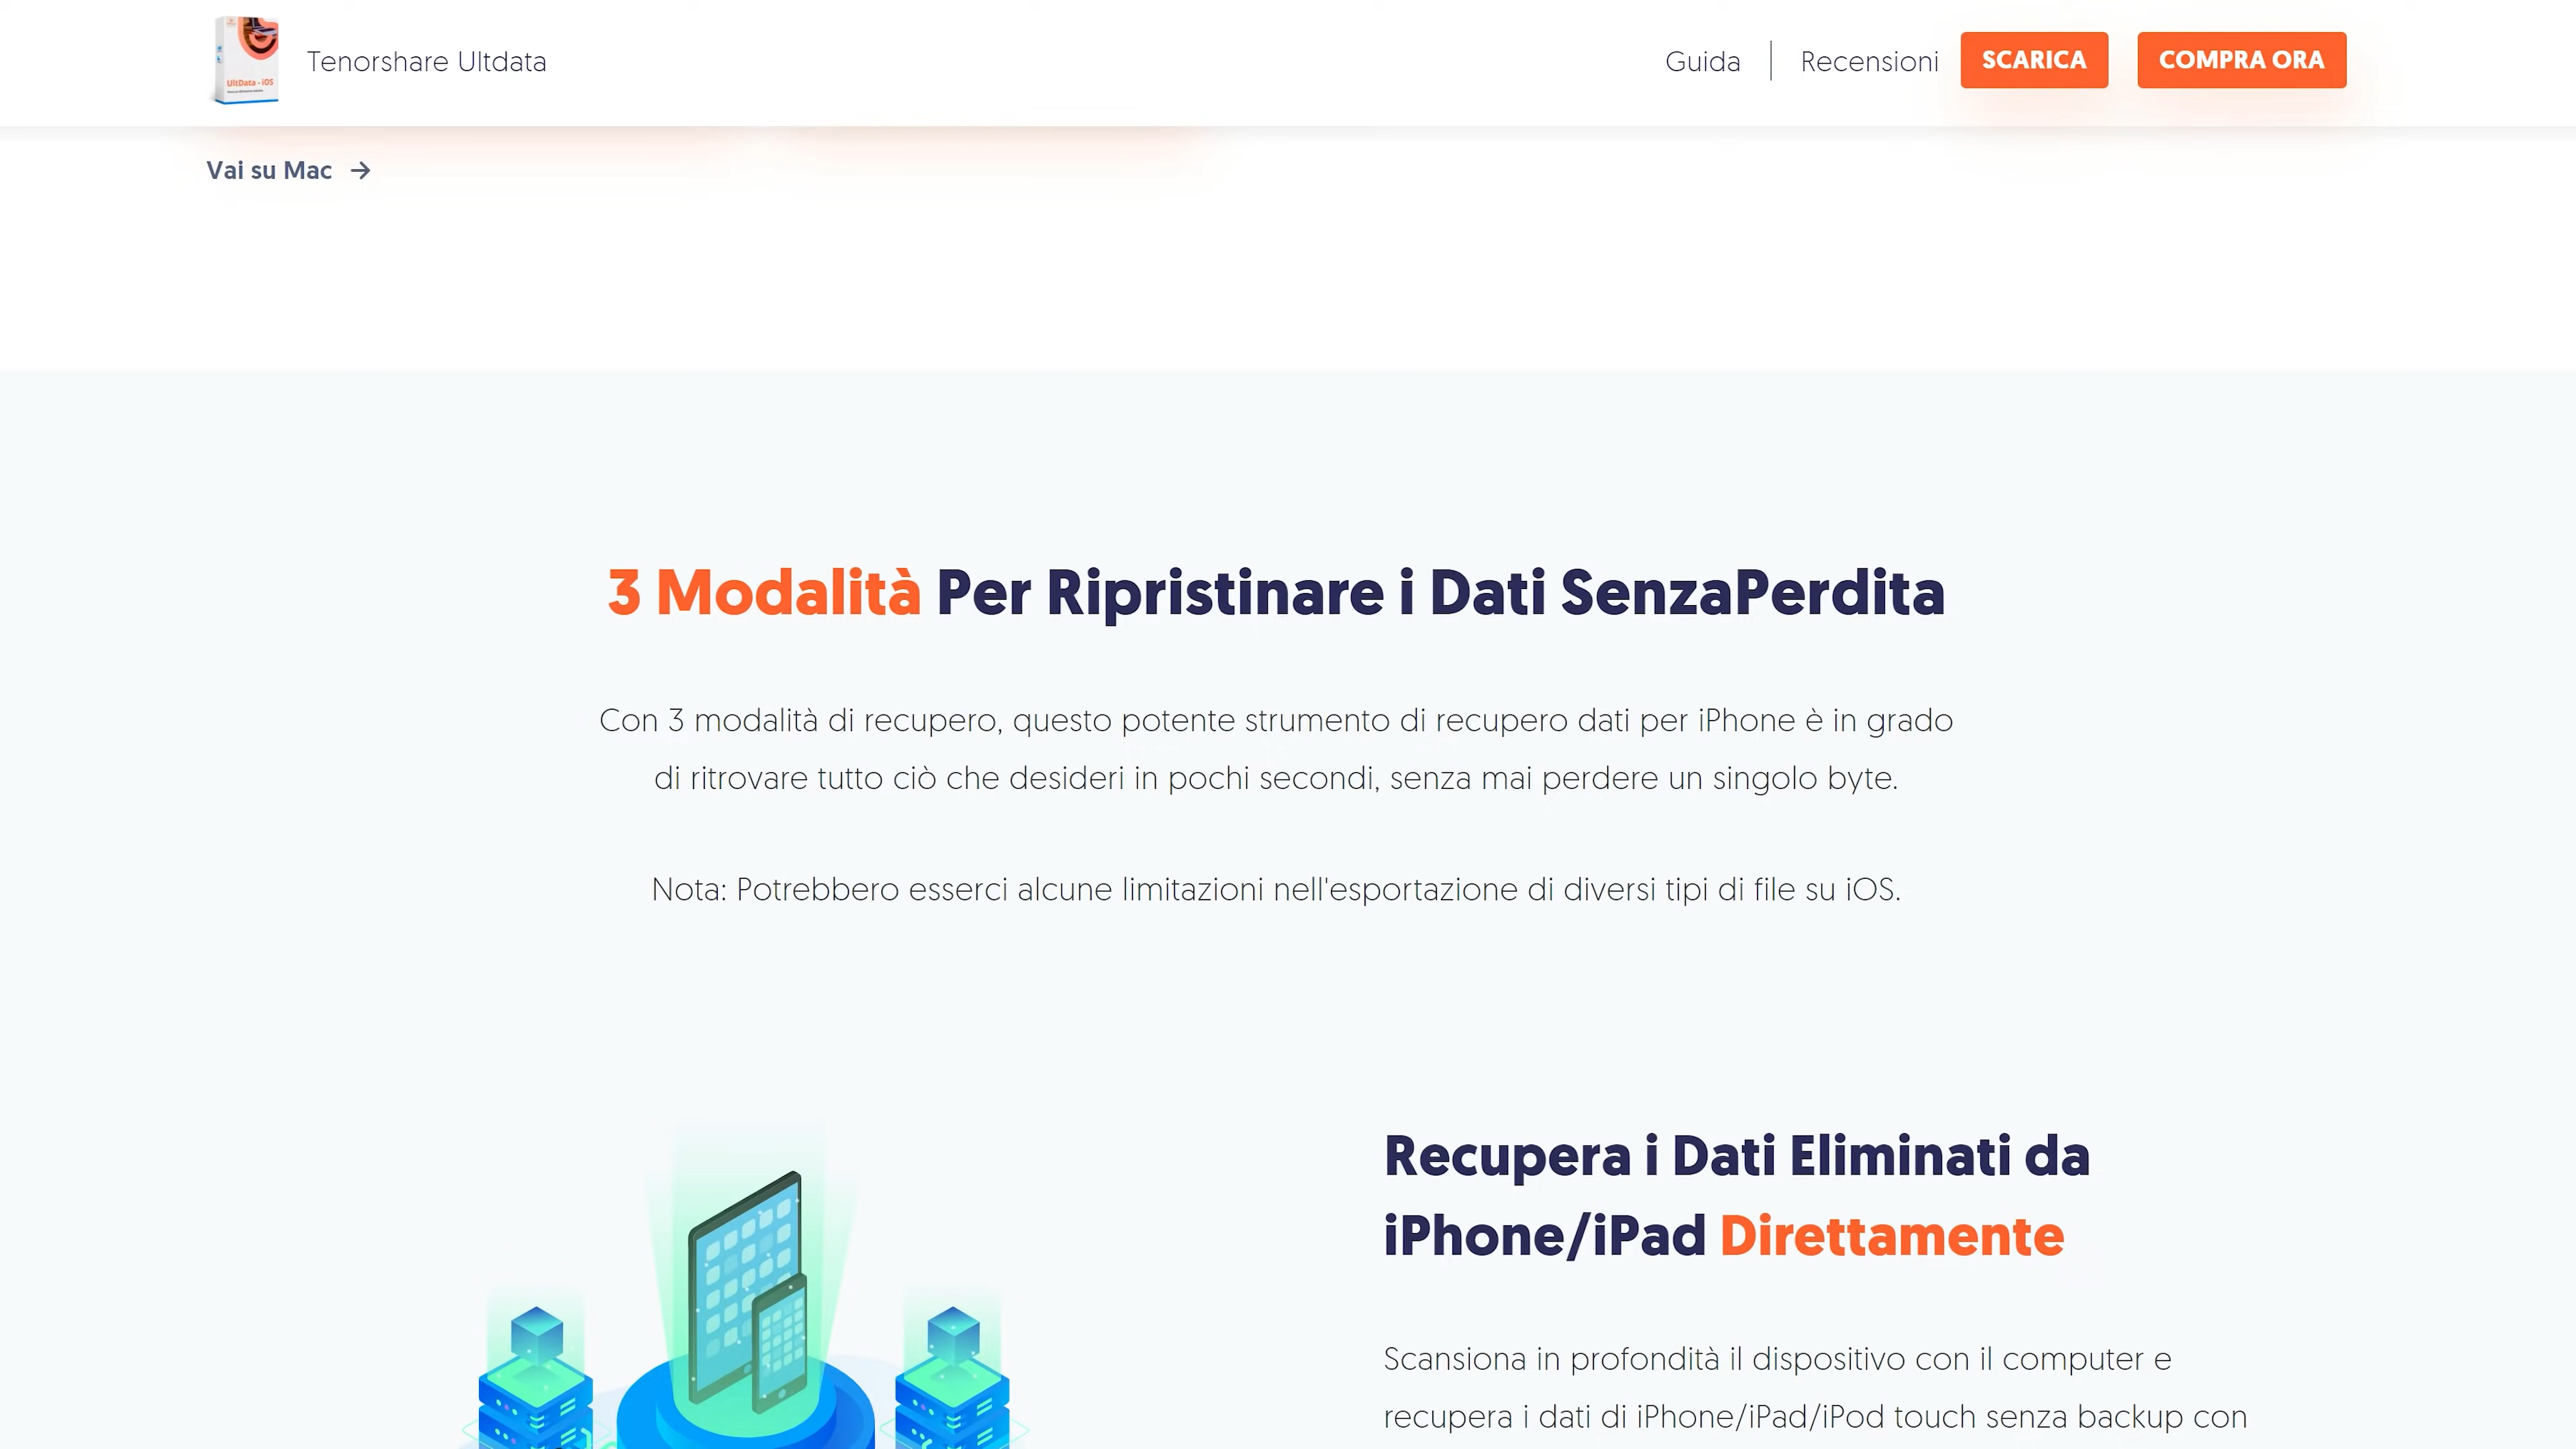 UltData - iOS
Tenorshare Ultdata
Guida
Recensioni
SCARICA
COMPRA ORA
Vai su Mac →
3 Modalità Per Ripristinare i Dati SenzaPerdita
Con 3 modalità di recupero, questo potente strumento di recupero dati per iPhone è in grado
di ritrovare tutto ciò che desideri in pochi secondi, senza mai perdere un singolo byte.
Nota: Potrebbero esserci alcune limitazioni nell'esportazione di diversi tipi di file su iOS.
Recupera i Dati Eliminati da
iPhone/iPad Direttamente
Scansiona in profondità il dispositivo con il computer e
recupera i dati di iPhone/iPad/iPod touch senza backup con